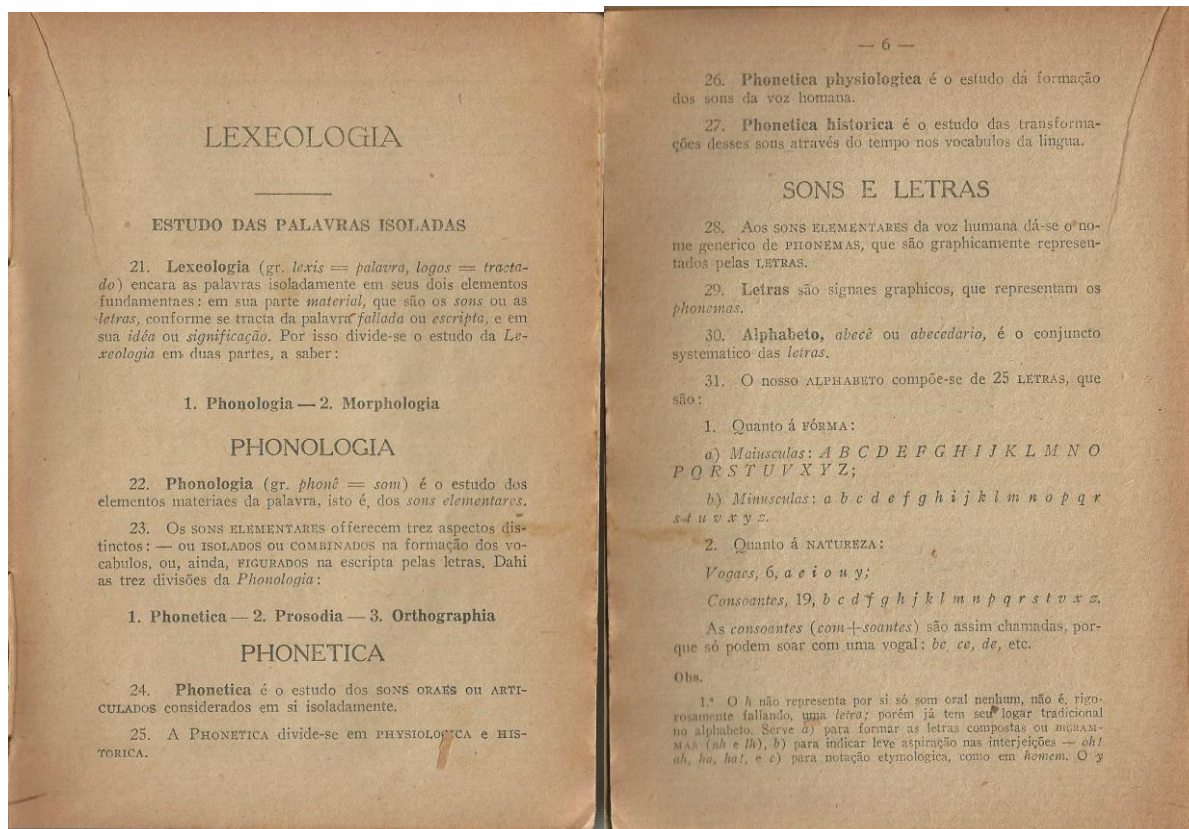 LEXEOLOGIA
ESTUDO DAS PALAVRAS ISOLADAS
21. Lexeologia (gr. lexis = palavra, logos = tracta-
do) encara as palavras isoladamente em seus dois elementos
fundamentaes: em sua parte material, que são os sons ou as
letras, conforme se tracta da palavra fallada ou escripta, e em
sua idéa ou significação. Por isso divide-se o estudo da Le-
xeologia em duas partes, a saber:
1. Phonologia — 2. Morphologia
PHONOLOGIA
22. Phonologia (gr. phonê = som) é o estudo dos
elementos materiaes da palavra, isto é, dos sons elementares.
23. Os SONS ELEMENTARES offerecem trez aspectos dis-
tinctos: — ou ISOLADOS ou COMBINADOS na formação dos vo-
cabulos, ou, ainda, FIGURADOS na escripta pelas letras. Dahi
as trez divisões da Phonologia:
1. Phonetica — 2. Prosodia — 3. Orthographia
PHONETICA
24. Phonetica é o estudo dos SONS ORAES ou ARTI-
CULADOS considerados em si isoladamente.
25. A PHONETICA divide-se em PHYSIOLOGICA e HIS-
TORICA.
— 6 —
26. Phonetica physiologica é o estudo da formação
dos sons da voz homana.
27. Phonetica historica é o estudo das transforma-
ções desses sons através do tempo nos vocabulos da lingua.
SONS E LETRAS
28. Aos SONS ELEMENTARES da voz humana dá-se o no-
me generico de PHONEMAS, que são graphicamente represen-
tados pelas LETRAS.
29. Letras são signaes graphicos, que representam os
phonemas.
30. Alphabeto, abecê ou abecedario, é o conjuncto
systematico das letras.
31. O nosso ALPHABETO compõe-se de 25 LETRAS, que
são:
1. Quanto á FÓRMA:
a) Maiusculas: A B C D E F G H I J K L M N O
P Q R S T U V X Y Z;
b) Minusculas: a b c d e f g h i j k l m n o p q r
s t u v x y z.
2. Quanto á NATUREZA:
Vogaes, 6, a e i o u y;
Consoantes, 19, b c d f g h j k l m n p q r s t v x z.
As consoantes (com+soantes) são assim chamadas, por-
que só podem soar com uma vogal: be, ce, de, etc.
Obs.
1.ª O h não representa por si só som oral nenhum, não é, rigo-
rosamente fallando, uma letra; porém já tem seu logar tradicional
no alphabeto. Serve a) para formar as letras compostas ou DIGRAM-
MAS (nh e lh), b) para indicar leve aspiração nas interjeições — oh!
ah, ha, ha!, e c) para notação etymologica, como em homem. O y